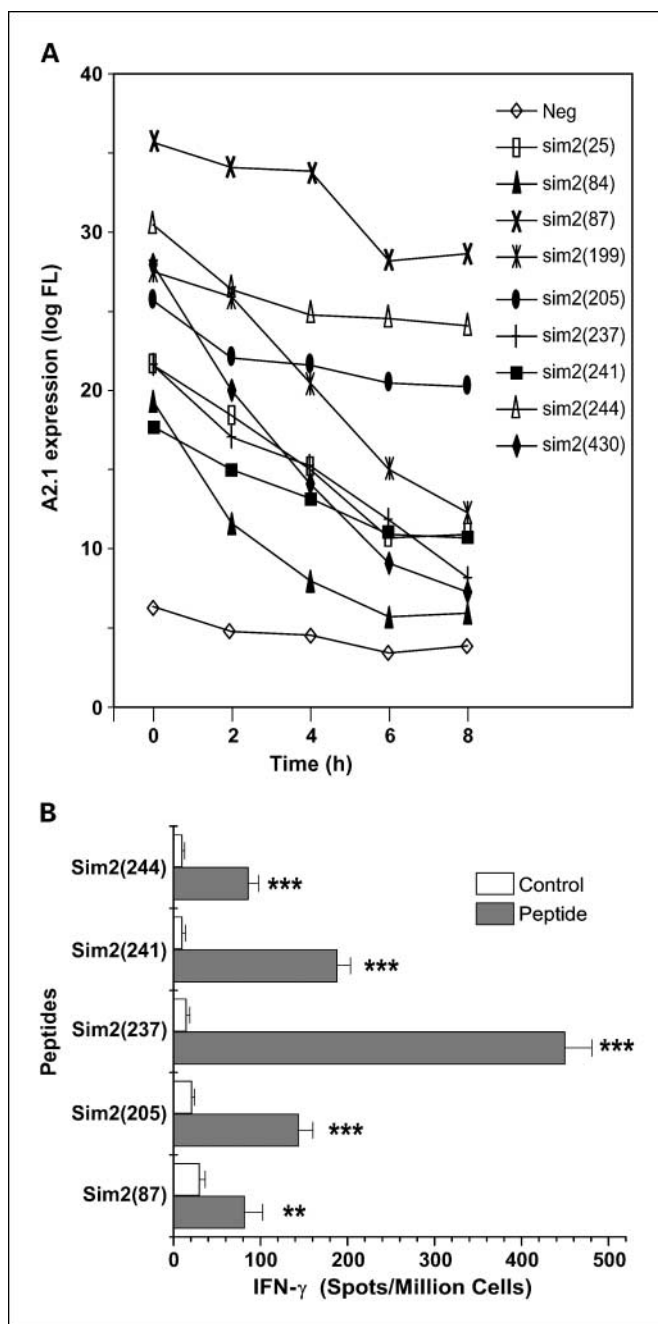 A
40
30
20
10
0
A2.1 expression (log FL)
0 2 4 6 8
Time (h)
Neg
sim2(25)
sim2(84)
sim2(87)
sim2(199)
sim2(205)
sim2(237)
sim2(241)
sim2(244)
sim2(430)
B
Peptides
Sim2(244)
***
Sim2(241)
***
Sim2(237)
***
Sim2(205)
***
Sim2(87)
**
Control
Peptide
0 100 200 300 400 500
IFN-γ (Spots/Million Cells)